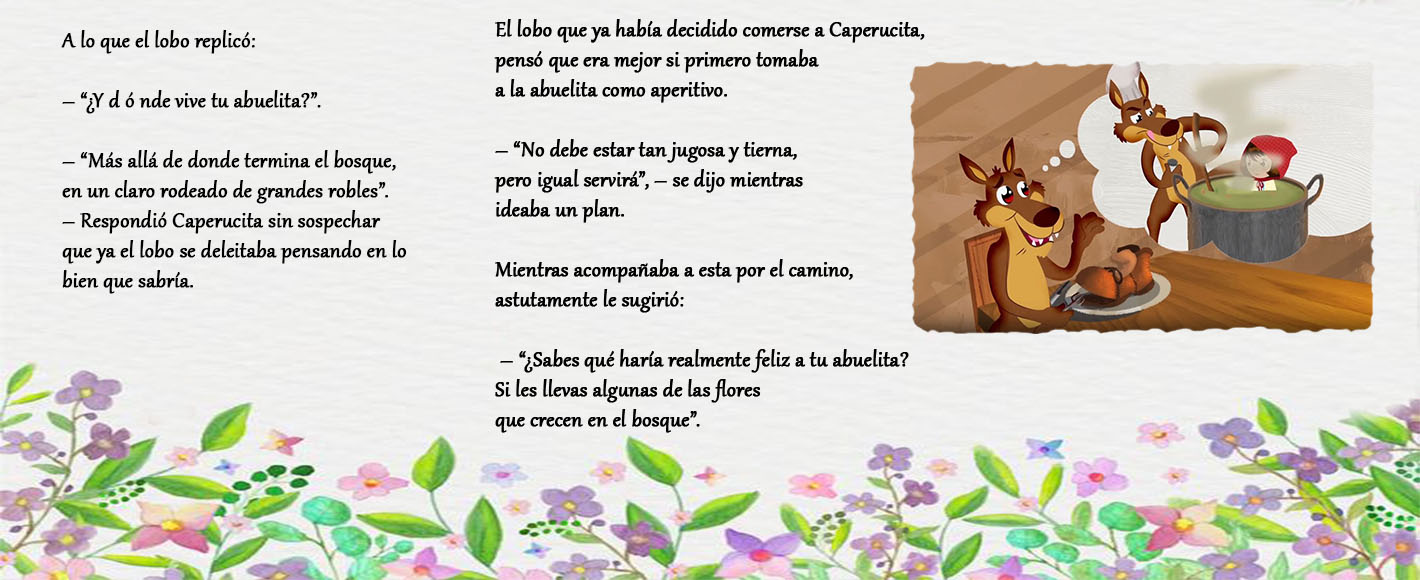 A lo que el lobo replicó:
– “¿Y d ó nde vive tu abuelita?”.
– “Más allá de donde termina el bosque,
en un claro rodeado de grandes robles”.
– Respondió Caperucita sin sospechar
que ya el lobo se deleitaba pensando en lo
bien que sabría.
El lobo que ya había decidido comerse a Caperucita,
pensó que era mejor si primero tomaba
a la abuelita como aperitivo.
– “No debe estar tan jugosa y tierna,
pero igual servirá”, – se dijo mientras
ideaba un plan.
Mientras acompañaba a esta por el camino,
astutamente le sugirió:
– “¿Sabes qué haría realmente feliz a tu abuelita?
Si les llevas algunas de las flores
que crecen en el bosque”.